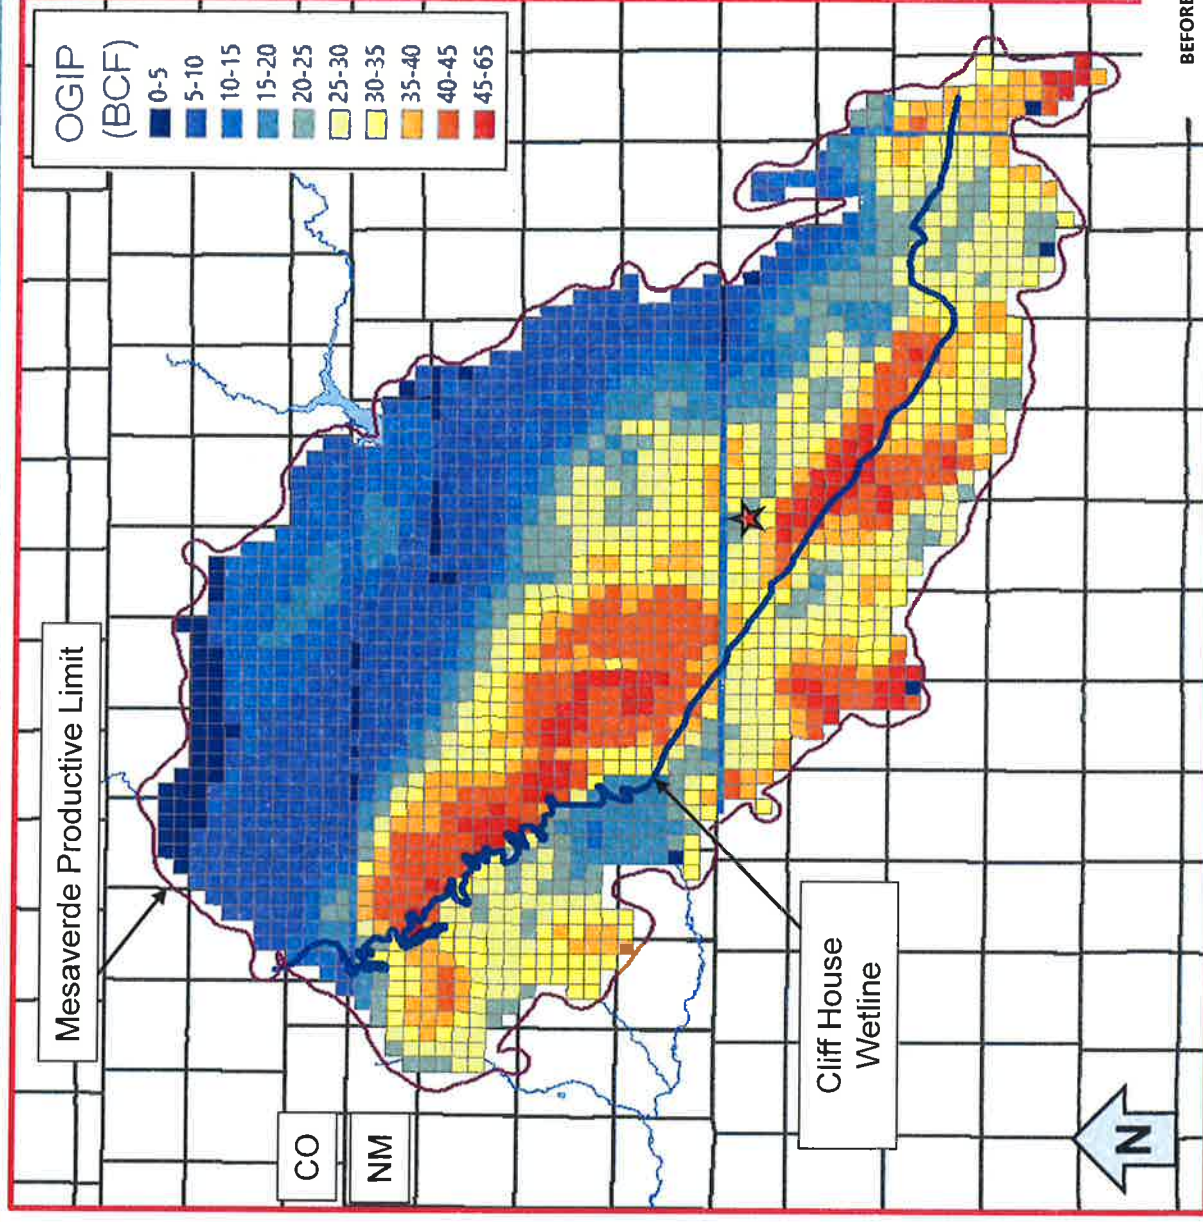 OGIP
(BCF)
0-5
5-10
10-15
15-20
20-25
25-30
30-35
35-40
40-45
45-65
Mesaverde Productive Limit
CO
NM
Cliff House
Wetline
N
BEFORE